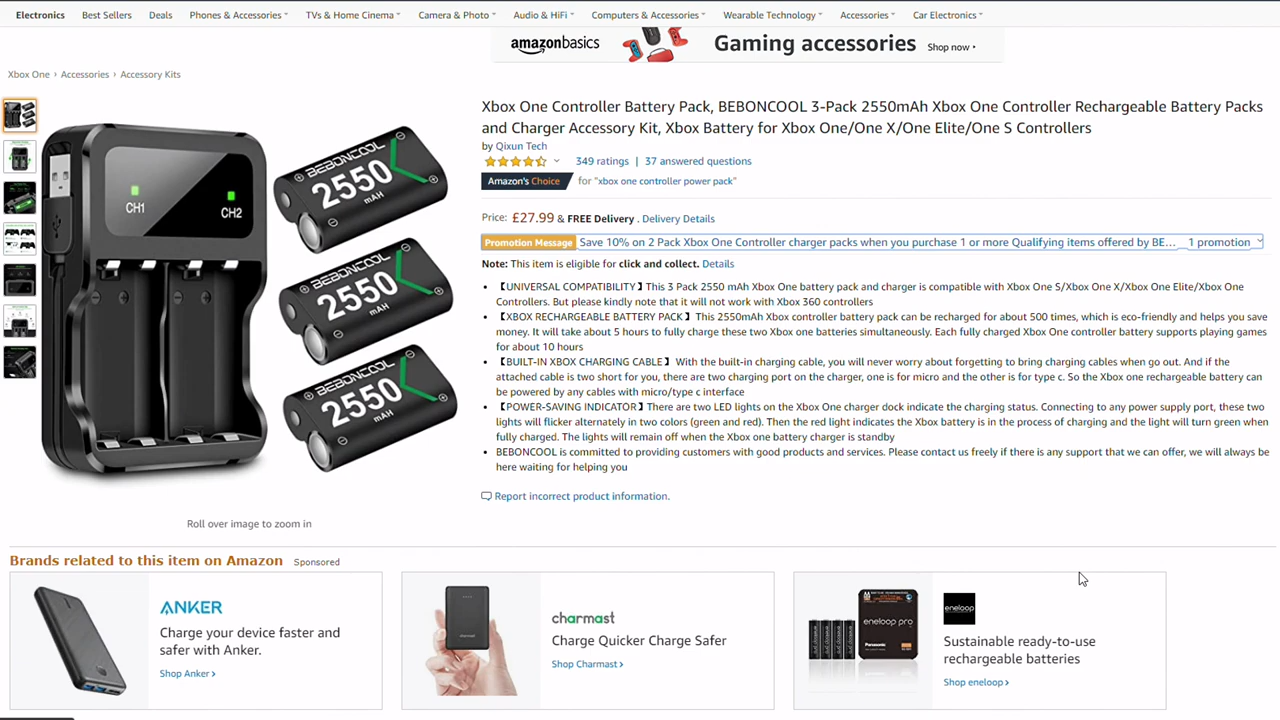 Electronics Best Sellers Deals Phones & Accessories TVs & Home Cinema Camera & Photo Audio & HiFi Computers & Accessories Wearable Technology Accessories Car Electronics
amazonbasics Gaming accessories Shop now
Xbox One › Accessories › Accessory Kits
Xbox One Controller Battery Pack, BEBONCOOL 3-Pack 2550mAh Xbox One Controller Rechargeable Battery Packs
and Charger Accessory Kit, Xbox Battery for Xbox One/One X/One Elite/One S Controllers
by Qixun Tech
349 ratings | 37 answered questions
Amazon's Choice for "xbox one controller power pack"
Price: £27.99 & FREE Delivery . Delivery Details
Promotion Message Save 10% on 2 Pack Xbox One Controller charger packs when you purchase 1 or more Qualifying items offered by BE... 1 promotion
Note: This item is eligible for click and collect. Details
• 【UNIVERSAL COMPATIBILITY】This 3 Pack 2550 mAh Xbox One battery pack and charger is compatible with Xbox One S/Xbox One X/Xbox One Elite/Xbox One
Controllers. But please kindly note that it will not work with Xbox 360 controllers
• 【XBOX RECHARGEABLE BATTERY PACK】This 2550mAh Xbox controller battery pack can be recharged for about 500 times, which is eco-friendly and helps you save
money. It will take about 5 hours to fully charge these two Xbox one batteries simultaneously. Each fully charged Xbox One controller battery supports playing games
for about 10 hours
• 【BUILT-IN XBOX CHARGING CABLE】 With the built-in charging cable, you will never worry about forgetting to bring charging cables when go out. And if the
attached cable is two short for you, there are two charging port on the charger, one is for micro and the other is for type c. So the Xbox one rechargeable battery can
be powered by any cables with micro/type c interface
• 【POWER-SAVING INDICATOR】There are two LED lights on the Xbox One charger dock indicate the charging status. Connecting to any power supply port, these two
lights will flicker alternately in two colors (green and red). Then the red light indicates the Xbox battery is in the process of charging and the light will turn green when
fully charged. The lights will remain off when the Xbox one battery charger is standby
• BEBONCOOL is committed to providing customers with good products and services. Please contact us freely if there is any support that we can offer, we will always be
here waiting for helping you
Report incorrect product information.
CH1
CH2
BEBONCOOL
2550
mAH
BEBONCOOL
2550
mAH
BEBONCOOL
2550
mAH
Roll over image to zoom in
Brands related to this item on Amazon Sponsored
ANKER
Charge your device faster and
safer with Anker.
Shop Anker ›
charmast
Charge Quicker Charge Safer
Shop Charmast ›
eneloop pro
eneloop
Sustainable ready-to-use
rechargeable batteries
Shop eneloop ›